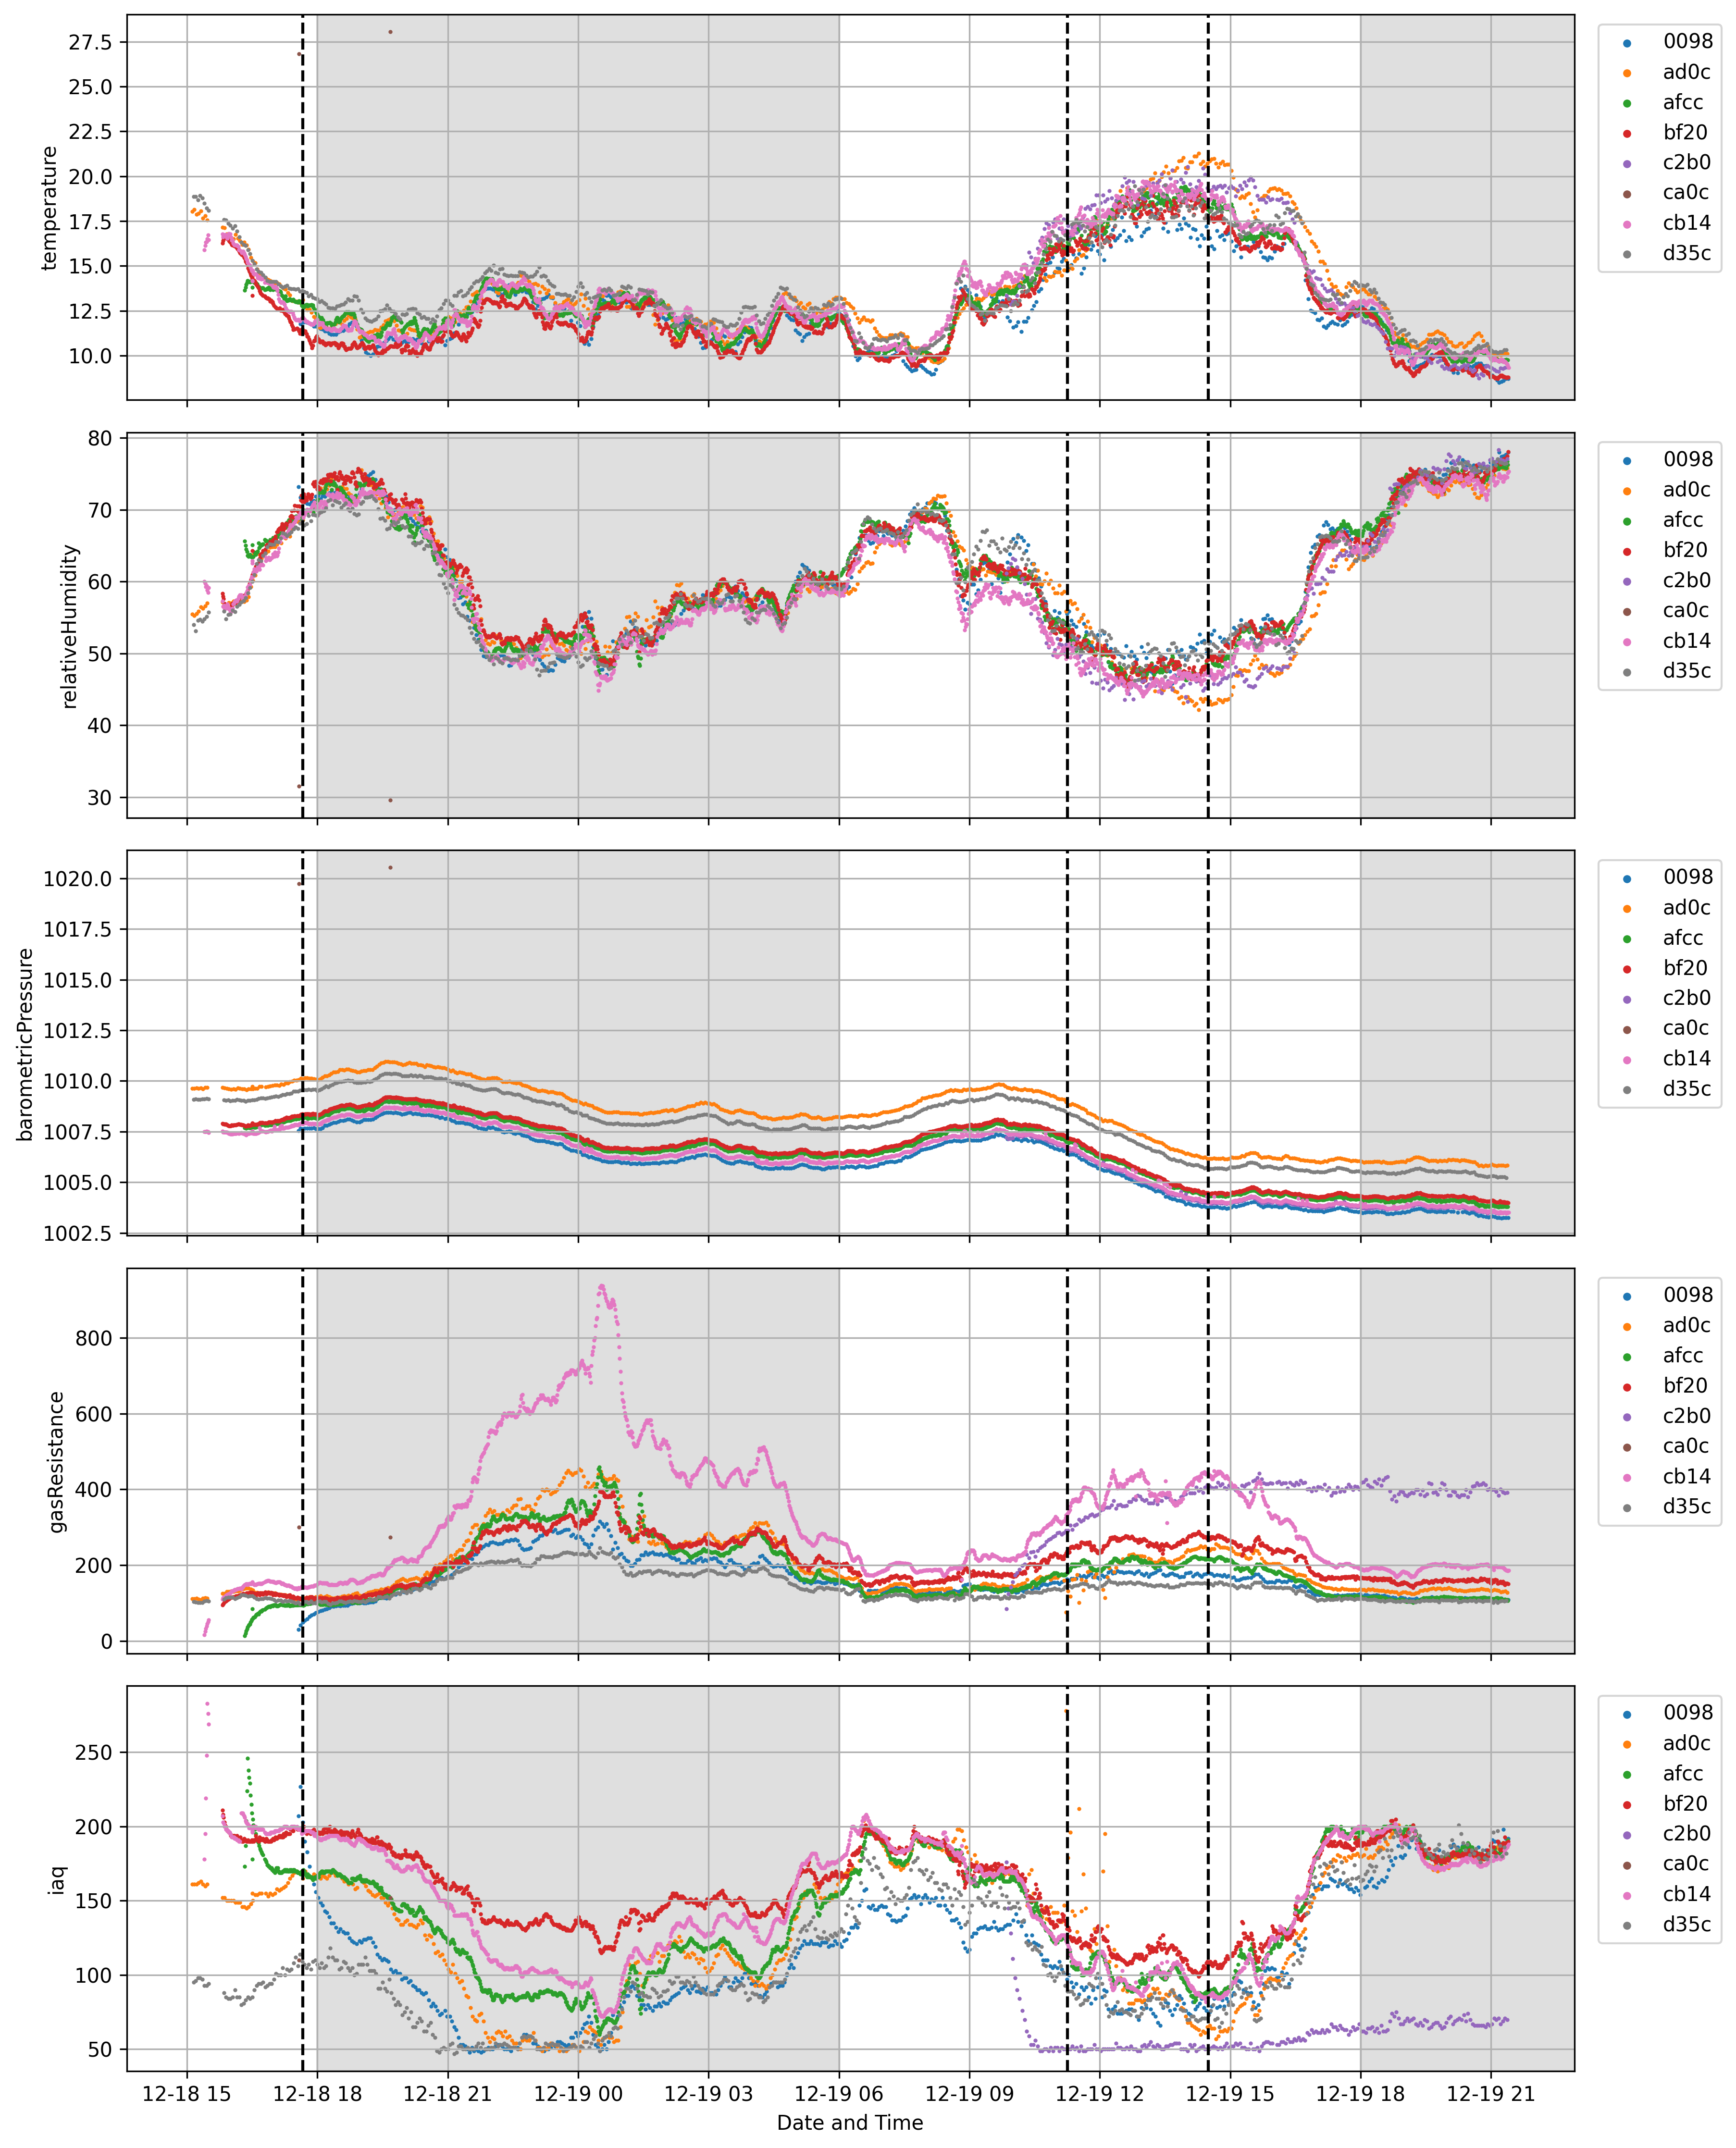 27.5
25.0
22.5
20.0
17.5
15.0
12.5
10.0
temperature
0098
ad0c
afcc
bf20
c2b0
ca0c
cb14
d35c
80
70
60
50
40
30
relativeHumidity
0098
ad0c
afcc
bf20
c2b0
ca0c
cb14
d35c
1020.0
1017.5
1015.0
1012.5
1010.0
1007.5
1005.0
1002.5
barometricPressure
0098
ad0c
afcc
bf20
c2b0
ca0c
cb14
d35c
800
600
400
200
0
gasResistance
0098
ad0c
afcc
bf20
c2b0
ca0c
cb14
d35c
250
200
150
100
50
iaq
0098
ad0c
afcc
bf20
c2b0
ca0c
cb14
d35c
12-18 15 12-18 18 12-18 21 12-19 00 12-19 03 12-19 06 12-19 09 12-19 12 12-19 15 12-19 18 12-19 21
Date and Time